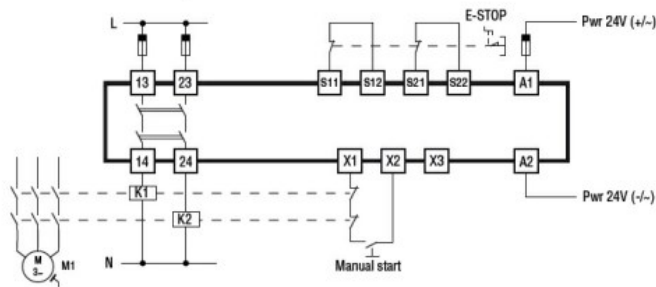 E-STOP
L
Pwr 24V (+/~)
13
23
S11
S12
S21
S22
A1
14
24
X1
X2
X3
A2
K1
K2
Pwr 24V (-/~)
M
3~
M1
N
Manual start